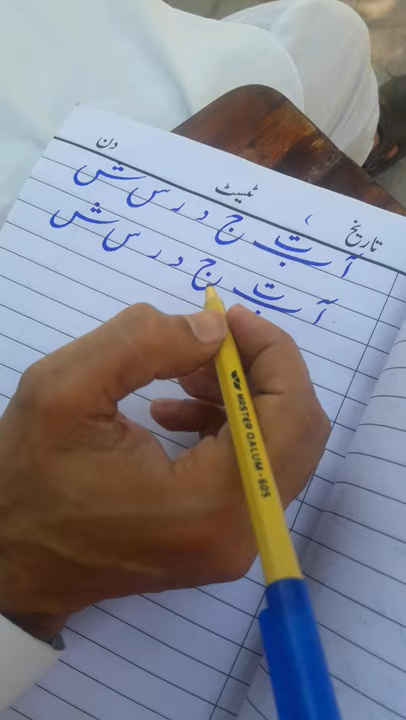 تاریخ ٹیسٹ دن
آ ب ت ج د ر س ش
آ ب ت ج د ر س ش
MASTER QALUM-605